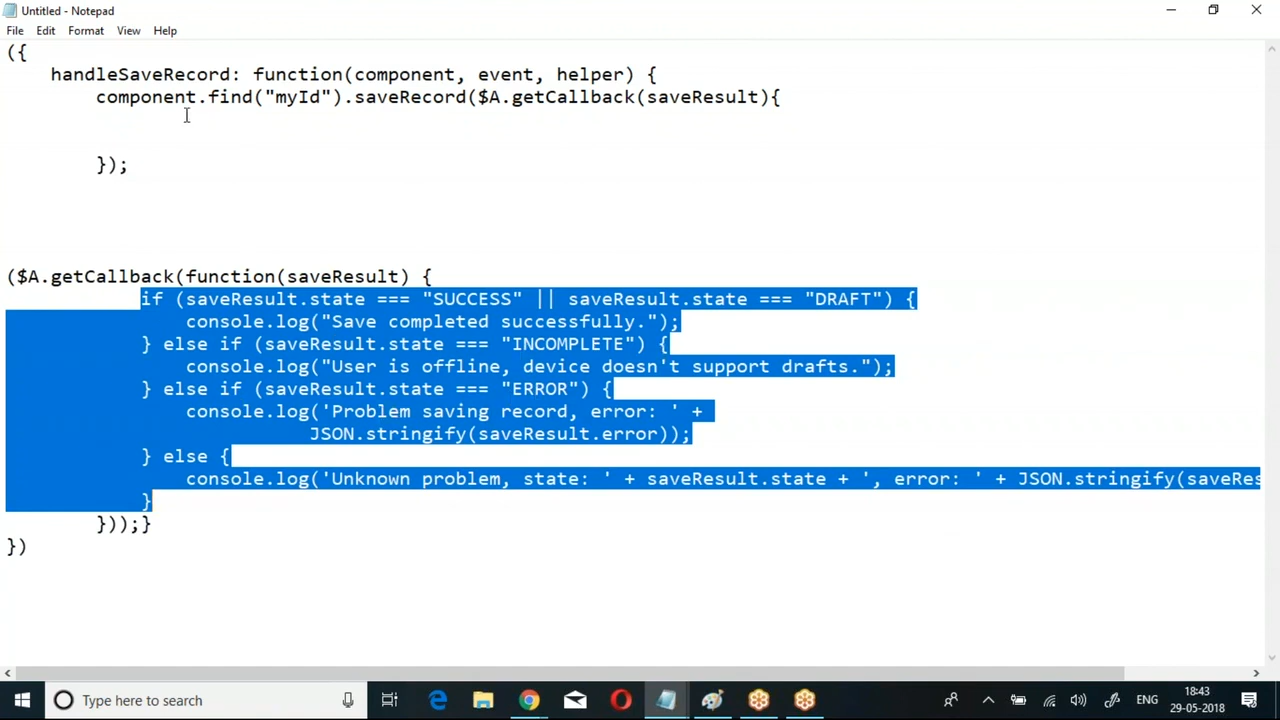 Untitled - Notepad
File Edit Format View Help
({
    handleSaveRecord: function(component, event, helper) {
        component.find("myId").saveRecord($A.getCallback(saveResult){
        });
($A.getCallback(function(saveResult) {
            if (saveResult.state === "SUCCESS" || saveResult.state === "DRAFT") {
                console.log("Save completed successfully.");
            } else if (saveResult.state === "INCOMPLETE") {
                console.log("User is offline, device doesn't support drafts.");
            } else if (saveResult.state === "ERROR") {
                console.log('Problem saving record, error: ' +
                           JSON.stringify(saveResult.error));
            } else {
                console.log('Unknown problem, state: ' + saveResult.state + ', error: ' + JSON.stringify(saveRes
            }
        }));}
})
Type here to search
ENG
18:43
29-05-2018